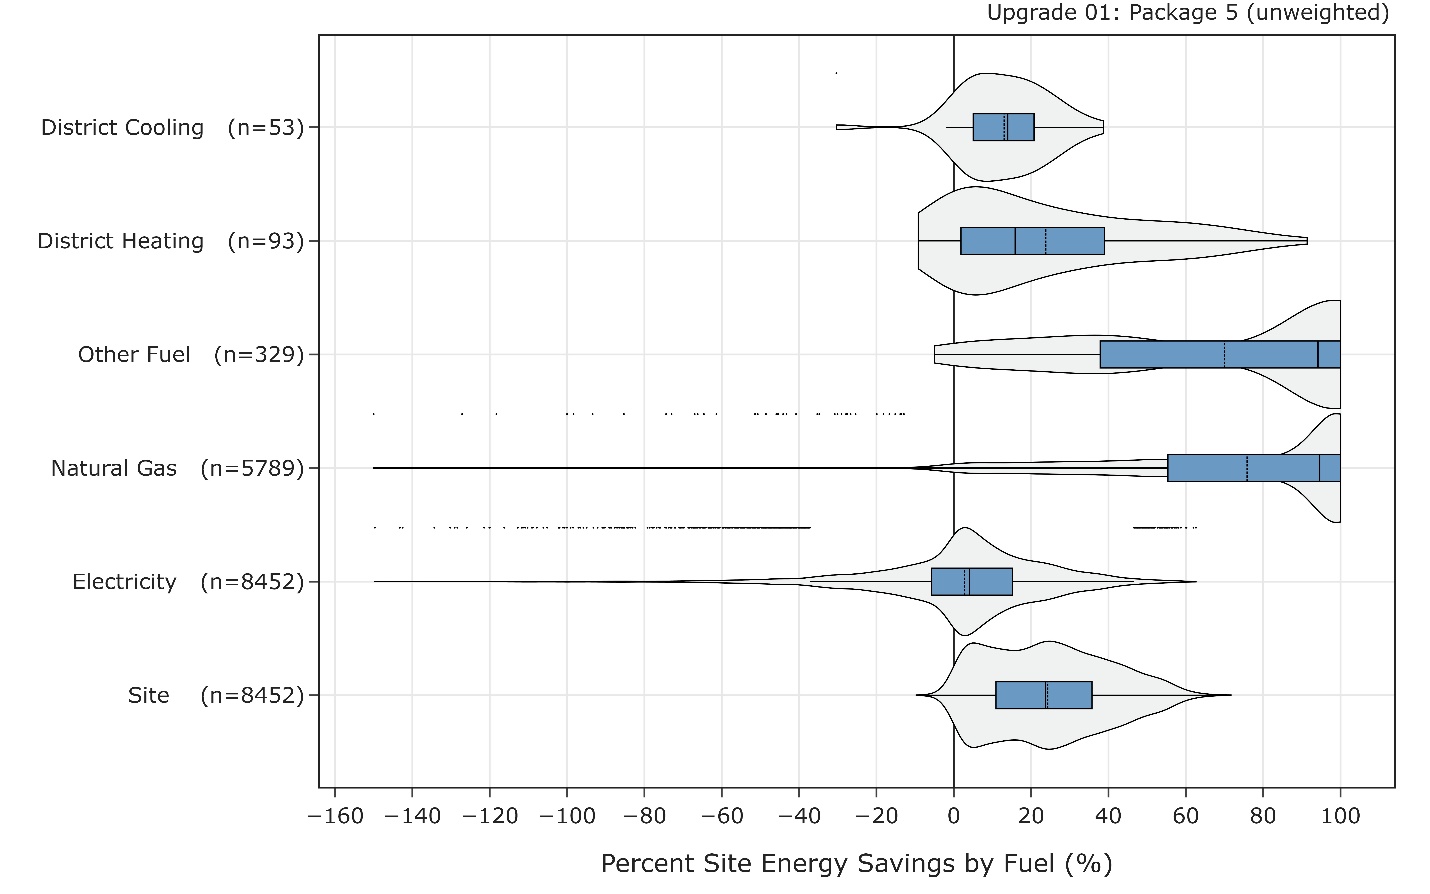 Upgrade 01: Package 5 (unweighted)
District Cooling (n=53)
District Heating (n=93)
Other Fuel (n=329)
Natural Gas (n=5789)
Electricity (n=8452)
Site (n=8452)
−160 −140 −120 −100 −80 −60 −40 −20 0 20 40 60 80 100
Percent Site Energy Savings by Fuel (%)